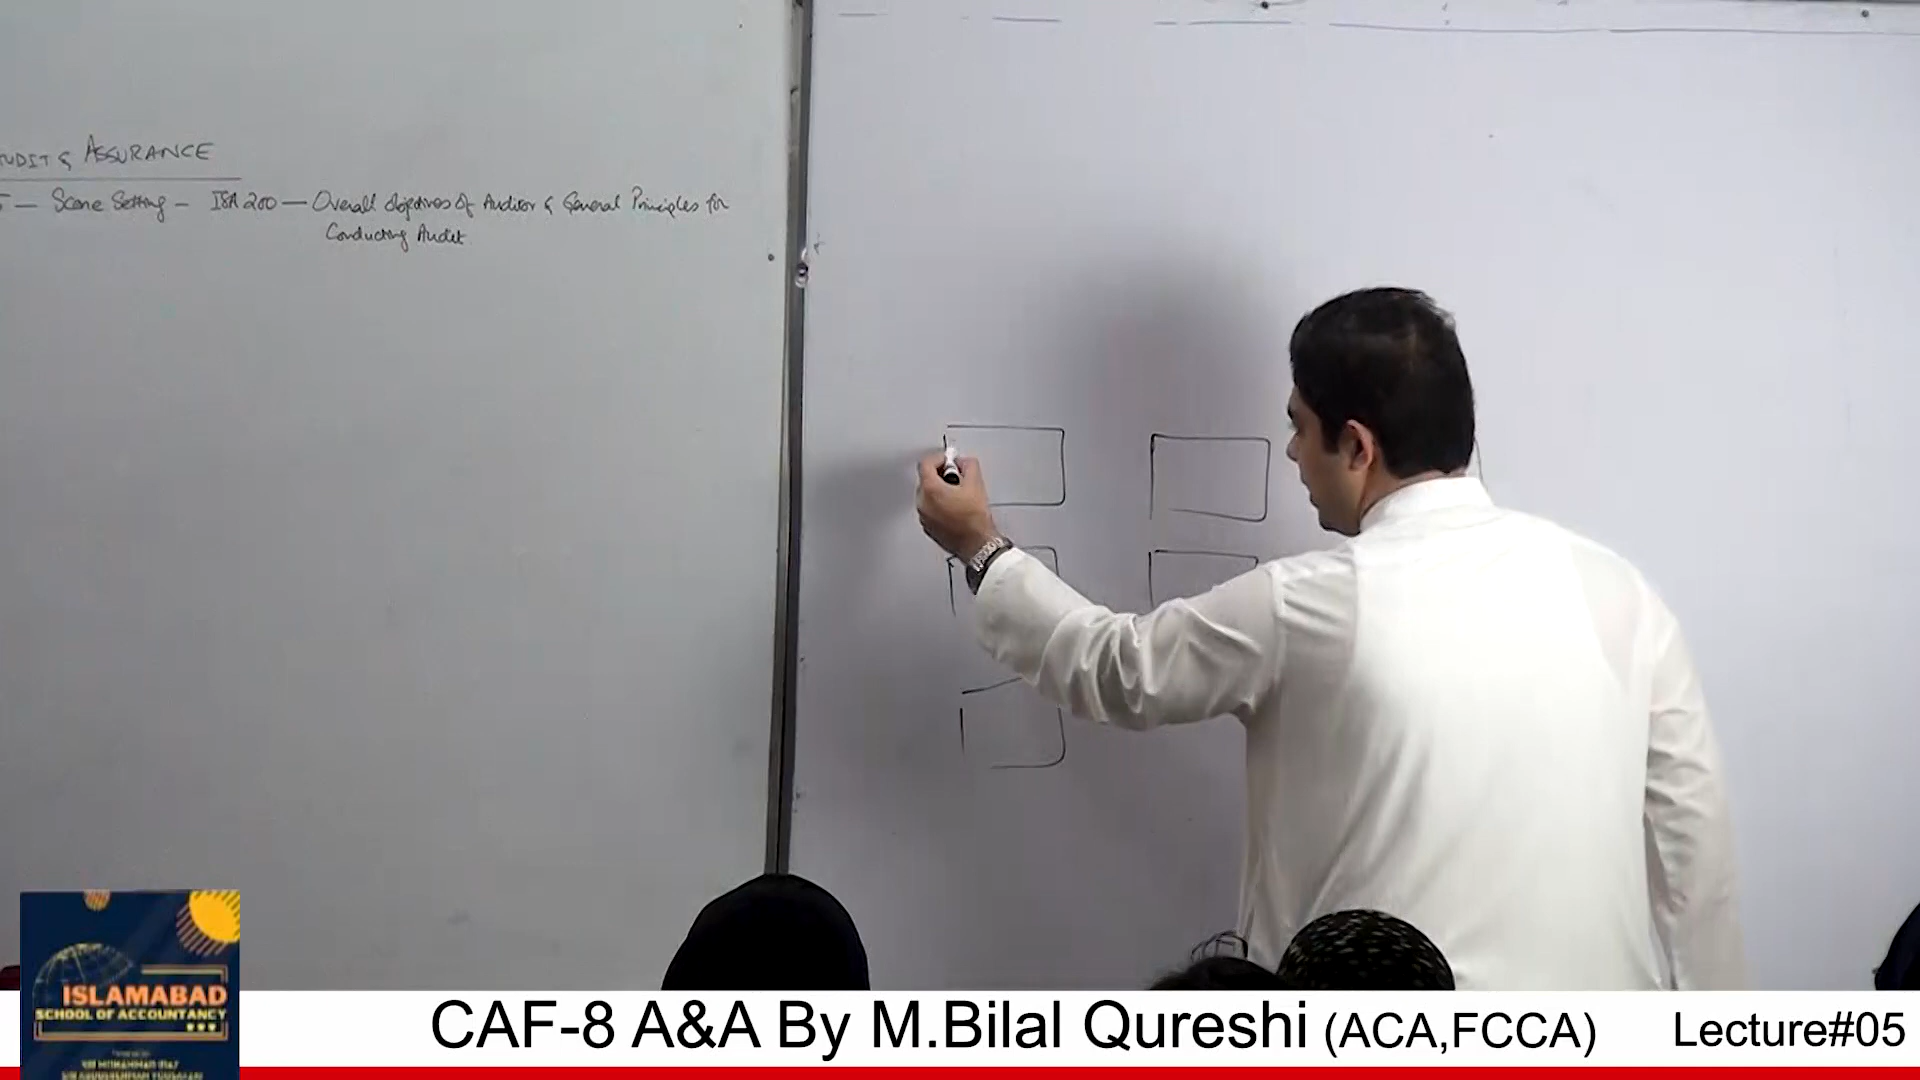 AUDIT & ASSURANCE
5 — Scene Setting – ISA 200 — Overall Objectives of Auditor & General Principles for
Conducting Audit
ISLAMABAD
SCHOOL OF ACCOUNTANCY
CAF-8 A&A By M.Bilal Qureshi (ACA,FCCA)
Lecture#05